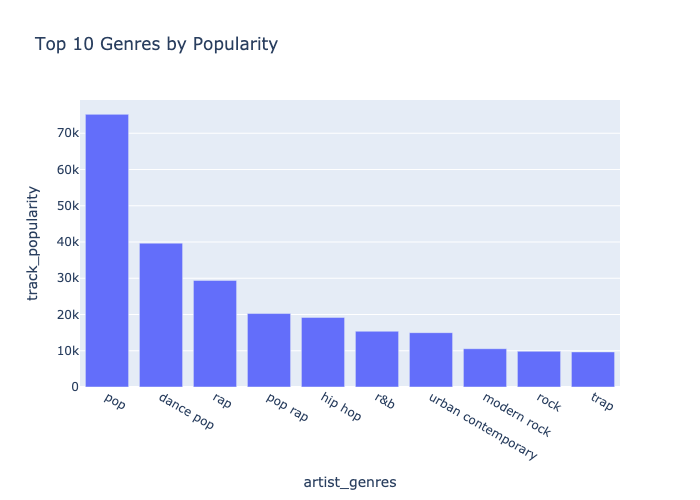 Top 10 Genres by Popularity
track_popularity
70k
60k
50k
40k
30k
20k
10k
0
pop
dance pop
rap
pop rap
hip hop
r&b
urban contemporary
modern rock
rock
trap
artist_genres